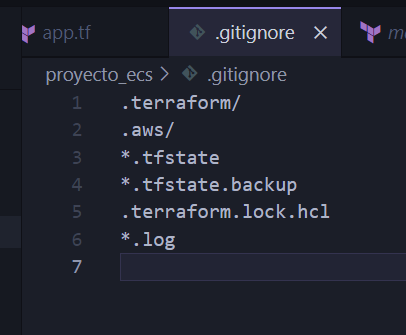 app.tf
.gitignore
proyecto_ecs > .gitignore
1 .terraform/
2 .aws/
3 *.tfstate
4 *.tfstate.backup
5 .terraform.lock.hcl
6 *.log
7